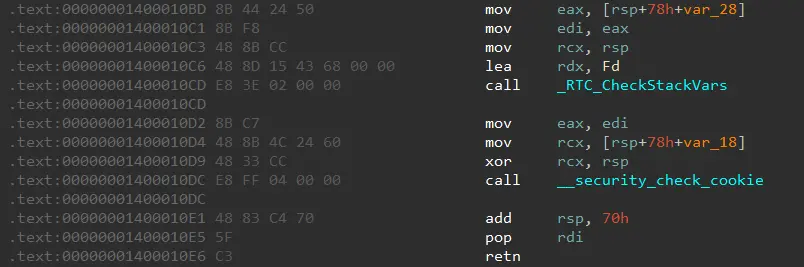 .text:00000001400010BD 8B 44 24 50 mov eax, [rsp+78h+var_28]
.text:00000001400010C1 8B F8 mov edi, eax
.text:00000001400010C3 48 8B CC mov rcx, rsp
.text:00000001400010C6 48 8D 15 43 68 00 00 lea rdx, Fd
.text:00000001400010CD E8 3E 02 00 00 call _RTC_CheckStackVars
.text:00000001400010CD
.text:00000001400010D2 8B C7 mov eax, edi
.text:00000001400010D4 48 8B 4C 24 60 mov rcx, [rsp+78h+var_18]
.text:00000001400010D9 48 33 CC xor rcx, rsp
.text:00000001400010DC E8 FF 04 00 00 call __security_check_cookie
.text:00000001400010DC
.text:00000001400010E1 48 83 C4 70 add rsp, 70h
.text:00000001400010E5 5F pop rdi
.text:00000001400010E6 C3 retn